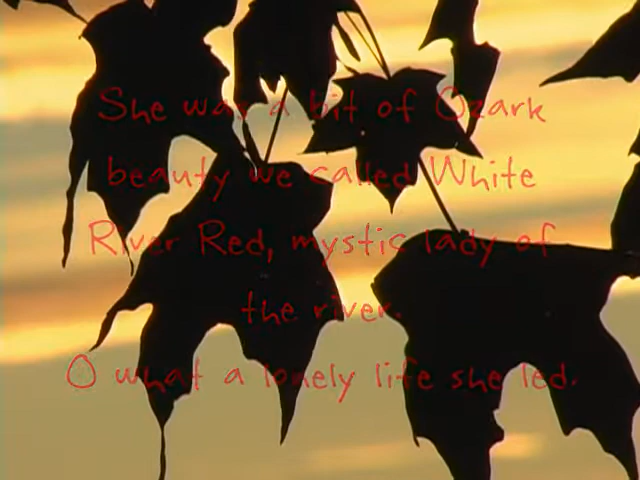 She was a bit of Ozark
beauty we called White
River Red, mystic lady of
the river.
O what a lonely life she led.